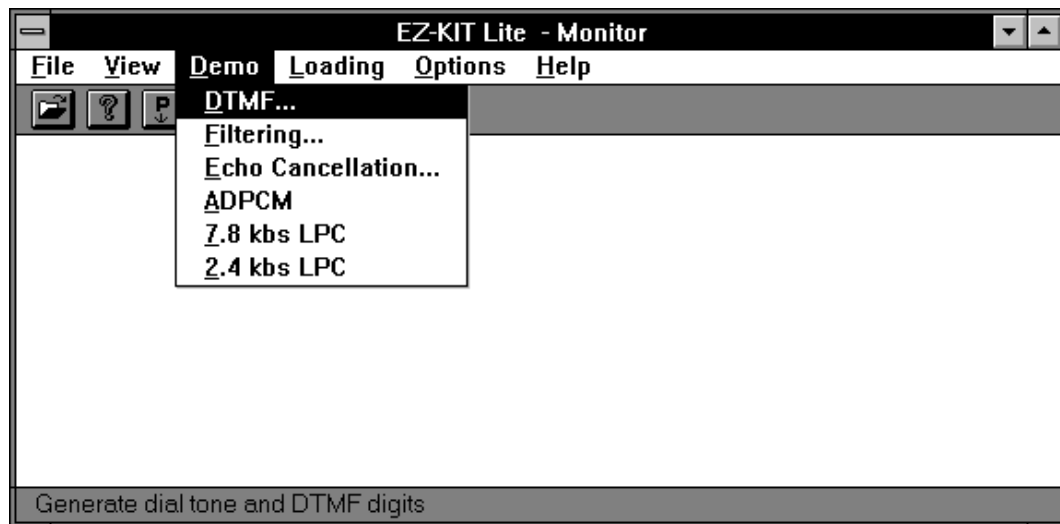 EZ-KIT Lite - Monitor
File View Demo Loading Options Help
P
DTMF...
Filtering...
Echo Cancellation...
ADPCM
7.8 kbs LPC
2.4 kbs LPC
Generate dial tone and DTMF digits